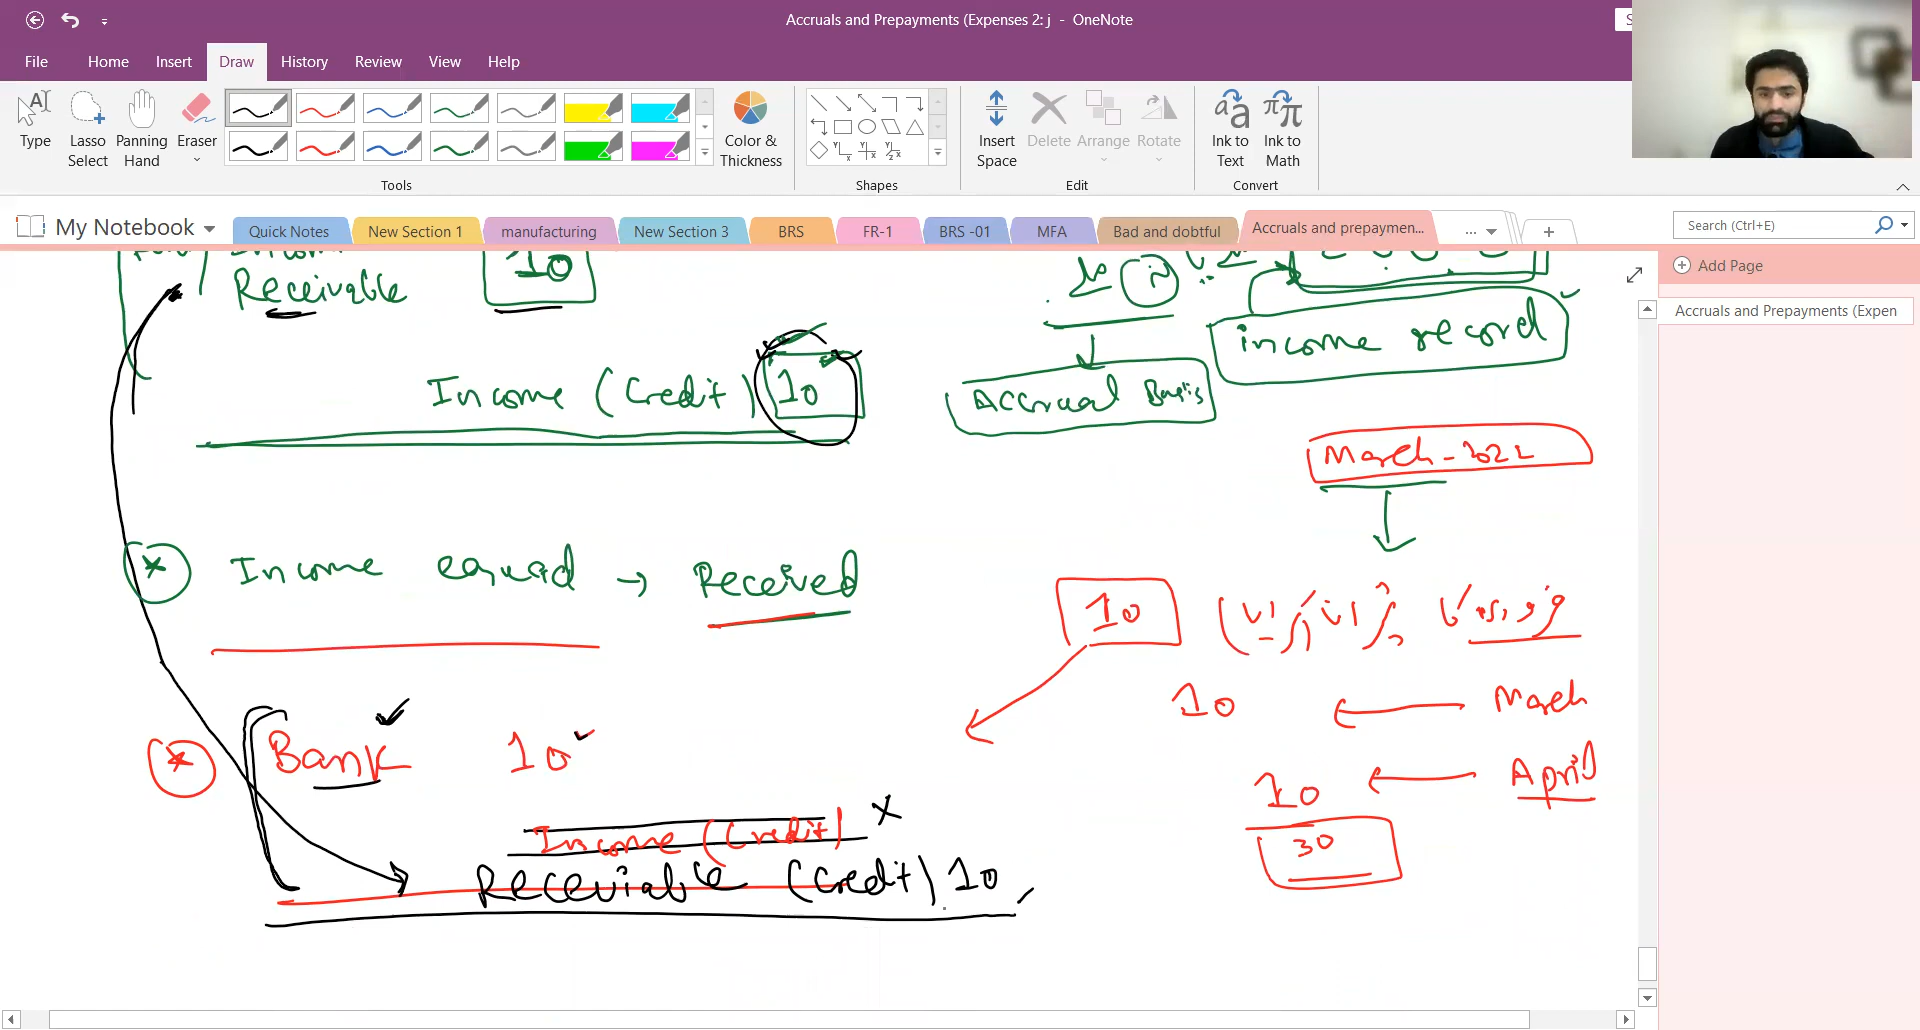 Accruals and Prepayments (Expenses 2: j - OneNote
File Home Insert Draw History Review View Help
Type
Lasso Select
Panning Hand
Eraser
Color & Thickness
Insert Space
Delete
Arrange
Rotate
Ink to Text
Ink to Math
Tools
Shapes
Edit
Convert
My Notebook
Quick Notes
New Section 1
manufacturing
New Section 3
BRS
FR-1
BRS -01
MFA
Bad and dobtful
Accruals and prepaymen...
...
Search (Ctrl+E)
Add Page
Accruals and Prepayments (Expen
10
Receivable
income record
Income (Credit) 10
Accrual Basis
March - 2022
Income earned → Received
10
10 ← March
Bank 10
10 ← April
Income (Credit) x
30
Receviable (Credit) 10